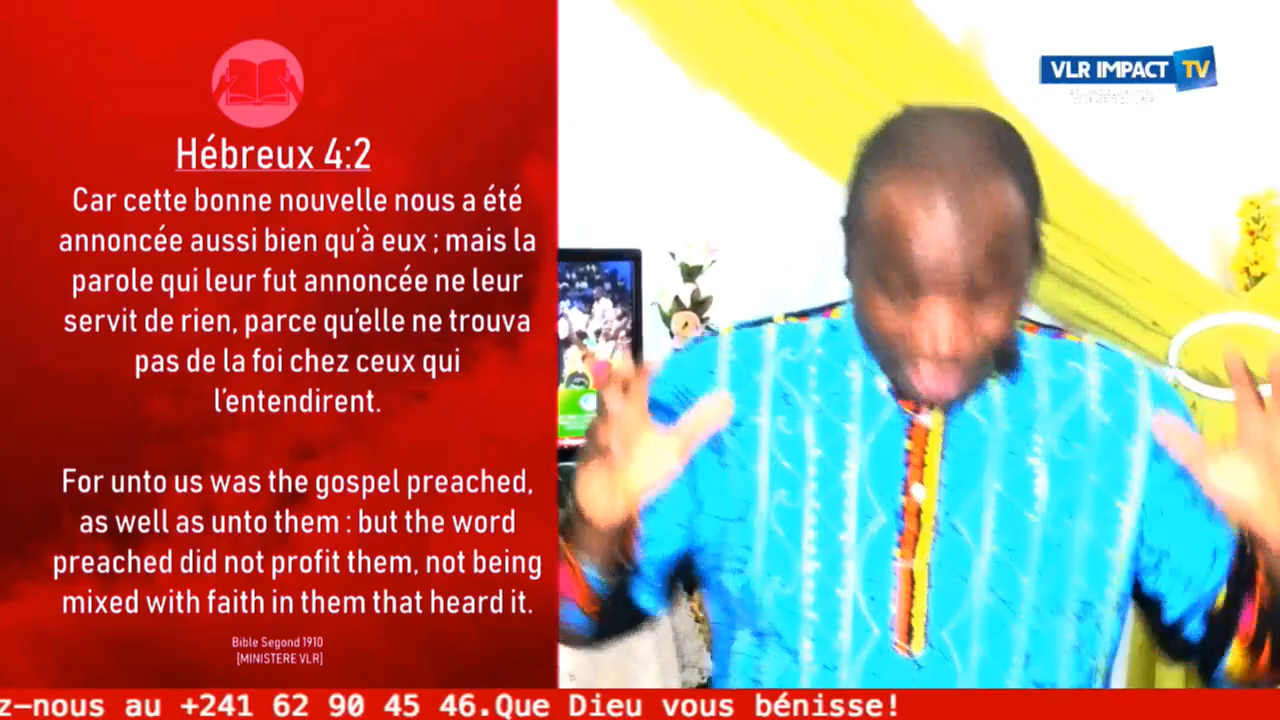 Hébreux 4:2
Car cette bonne nouvelle nous a été
annoncée aussi bien qu'à eux ; mais la
parole qui leur fut annoncée ne leur
servit de rien, parce qu'elle ne trouva
pas de la foi chez ceux qui
l'entendirent.
For unto us was the gospel preached,
as well as unto them : but the word
preached did not profit them, not being
mixed with faith in them that heard it.
Bible Segond 1910
[MINISTERE VLR]
VLR IMPACT TV
z-nous au +241 62 90 45 46.Que Dieu vous bénisse!